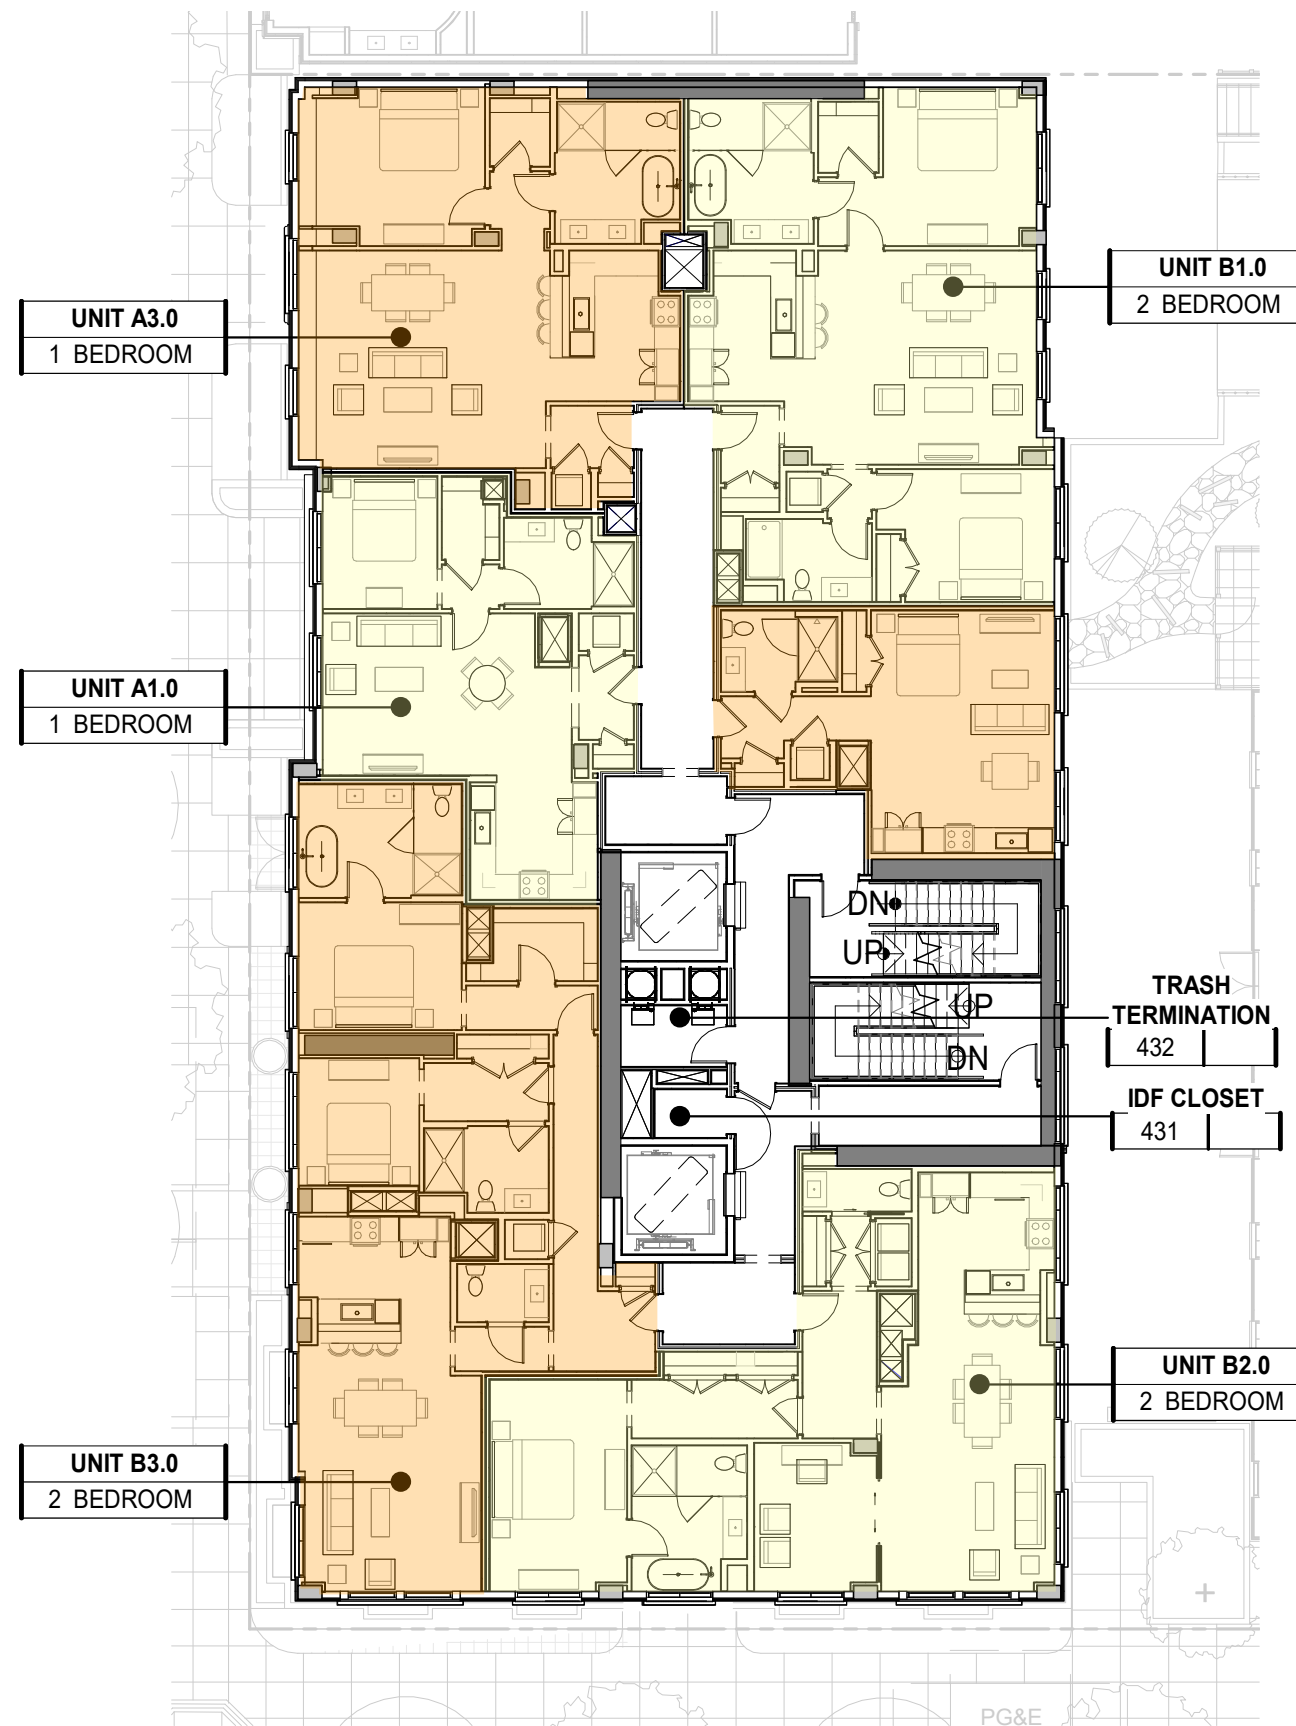 UNIT B1.0
2 BEDROOM
UNIT A3.0
1 BEDROOM
UNIT A1.0
1 BEDROOM
DN
UP
TRASH
TERMINATION
432
UP
DN
IDF CLOSET
431
UNIT B2.0
2 BEDROOM
UNIT B3.0
2 BEDROOM
PG&E